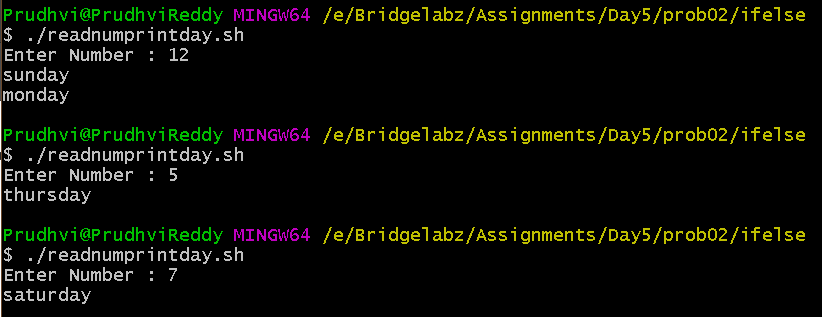 Prudhvi@PrudhviReddy MINGW64 /e/Bridgelabz/Assignments/Day5/prob02/ifelse
$ ./readnumprintday.sh
Enter Number : 12
sunday
monday
Prudhvi@PrudhviReddy MINGW64 /e/Bridgelabz/Assignments/Day5/prob02/ifelse
$ ./readnumprintday.sh
Enter Number : 5
thursday
Prudhvi@PrudhviReddy MINGW64 /e/Bridgelabz/Assignments/Day5/prob02/ifelse
$ ./readnumprintday.sh
Enter Number : 7
saturday